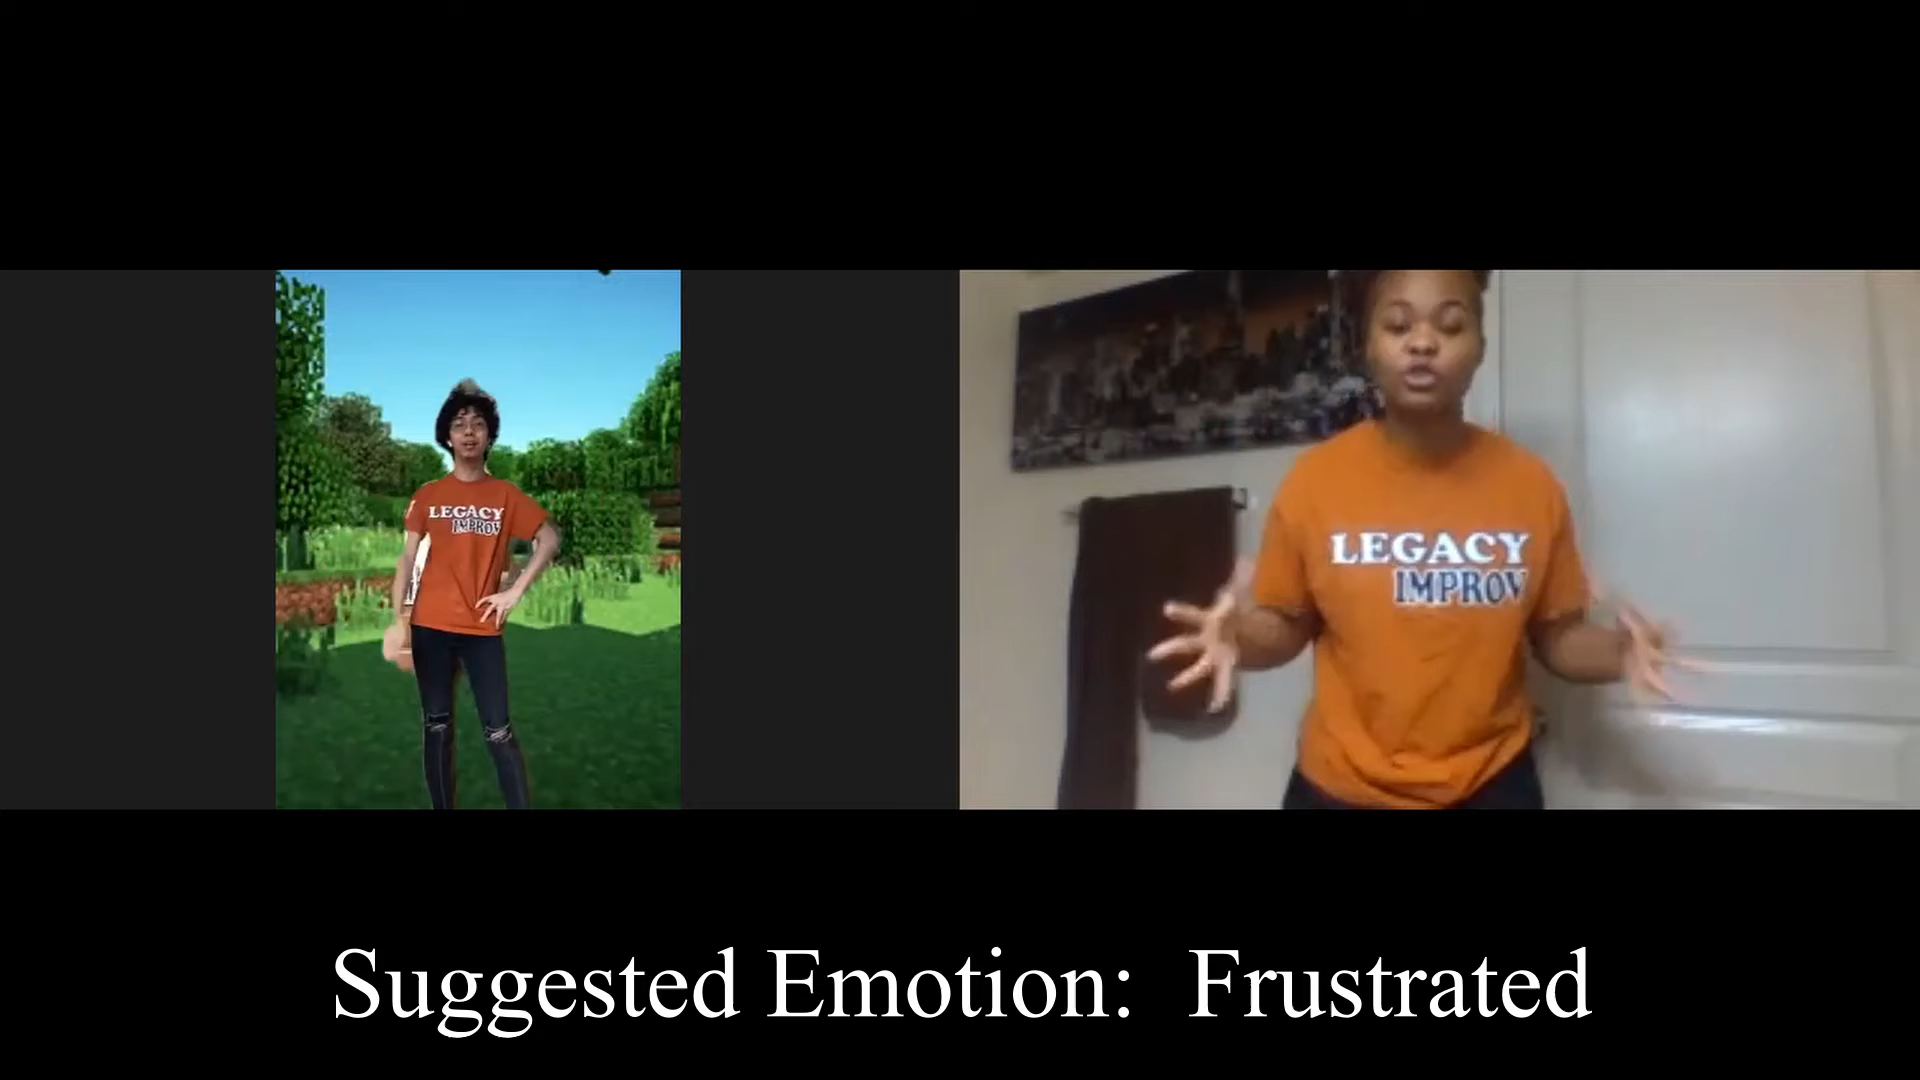 LEGACY
IMPROV
LEGACY
IMPROV
Suggested Emotion: Frustrated